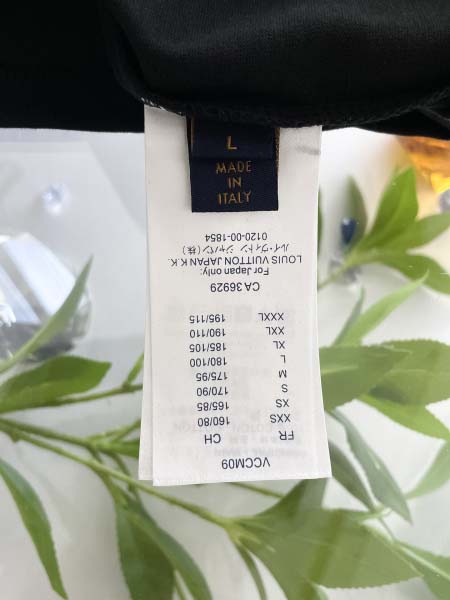 L
MADE
IN
ITALY
VCCM09
FR CH
XXS 160/80
XS 165/85
S 170/90
M 175/95
L 180/100
XL 185/105
XXL 190/110
XXXL 195/115
CA 36929
For Japan only:
LOUIS VUITTON JAPAN K.K.
ルイ・ヴィトン ジャパン(株)
0120-00-1854